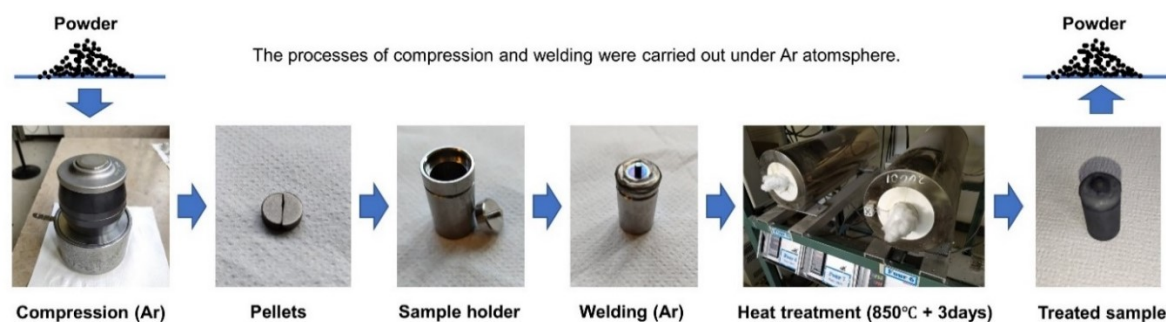 Powder
Powder
The processes of compression and welding were carried out under Ar atomsphere.
Compression (Ar)
Pellets
Sample holder
Welding (Ar)
Heat treatment (850℃ + 3days)
Treated sample